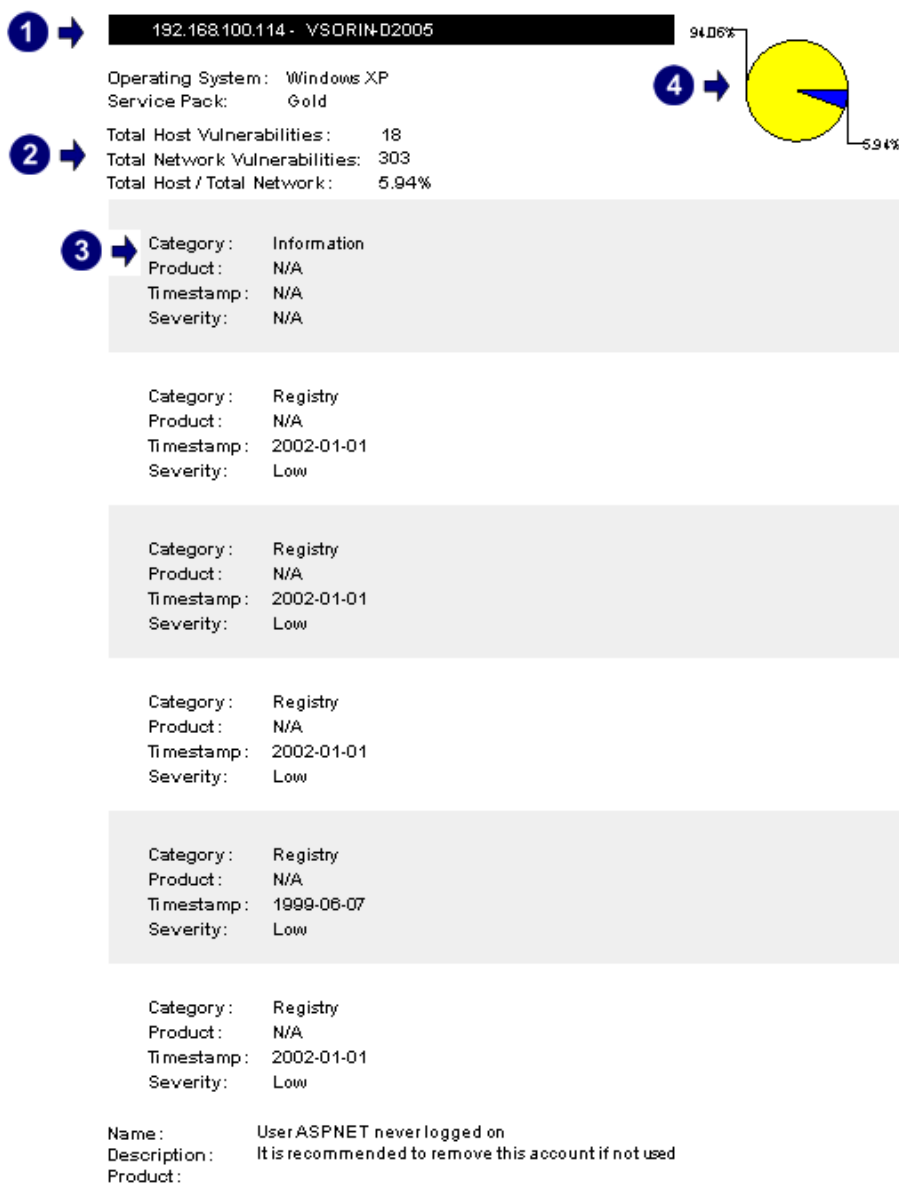 1
192.168.100.114 - VSORIN-D2005
94.06%
Operating System: Windows XP
Service Pack: Gold
4
2
Total Host Vulnerabilities: 18
Total Network Vulnerabilities: 303
Total Host / Total Network: 5.94%
5.94%
3
Category: Information
Product: N/A
Timestamp: N/A
Severity: N/A
Category: Registry
Product: N/A
Timestamp: 2002-01-01
Severity: Low
Category: Registry
Product: N/A
Timestamp: 2002-01-01
Severity: Low
Category: Registry
Product: N/A
Timestamp: 2002-01-01
Severity: Low
Category: Registry
Product: N/A
Timestamp: 1999-06-07
Severity: Low
Category: Registry
Product: N/A
Timestamp: 2002-01-01
Severity: Low
Name: User ASPNET never logged on
Description: It is recommended to remove this account if not used
Product: